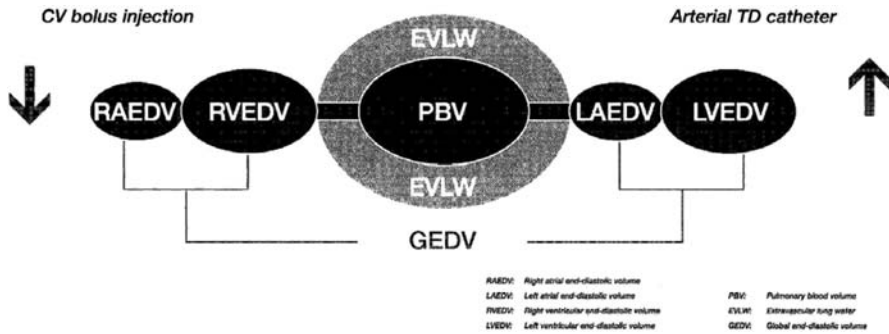 CV bolus injection
Arterial TD catheter
EVLW
RAEDV RVEDV PBV LAEDV LVEDV
EVLW
GEDV
RAEDV: Right atrial end-diastolic volume
LAEDV: Left atrial end-diastolic volume
RVEDV: Right ventricular end-diastolic volume
LVEDV: Left ventricular end-diastolic volume
PBV: Pulmonary blood volume
EVLW: Extravascular lung water
GEDV: Global end-diastolic volume